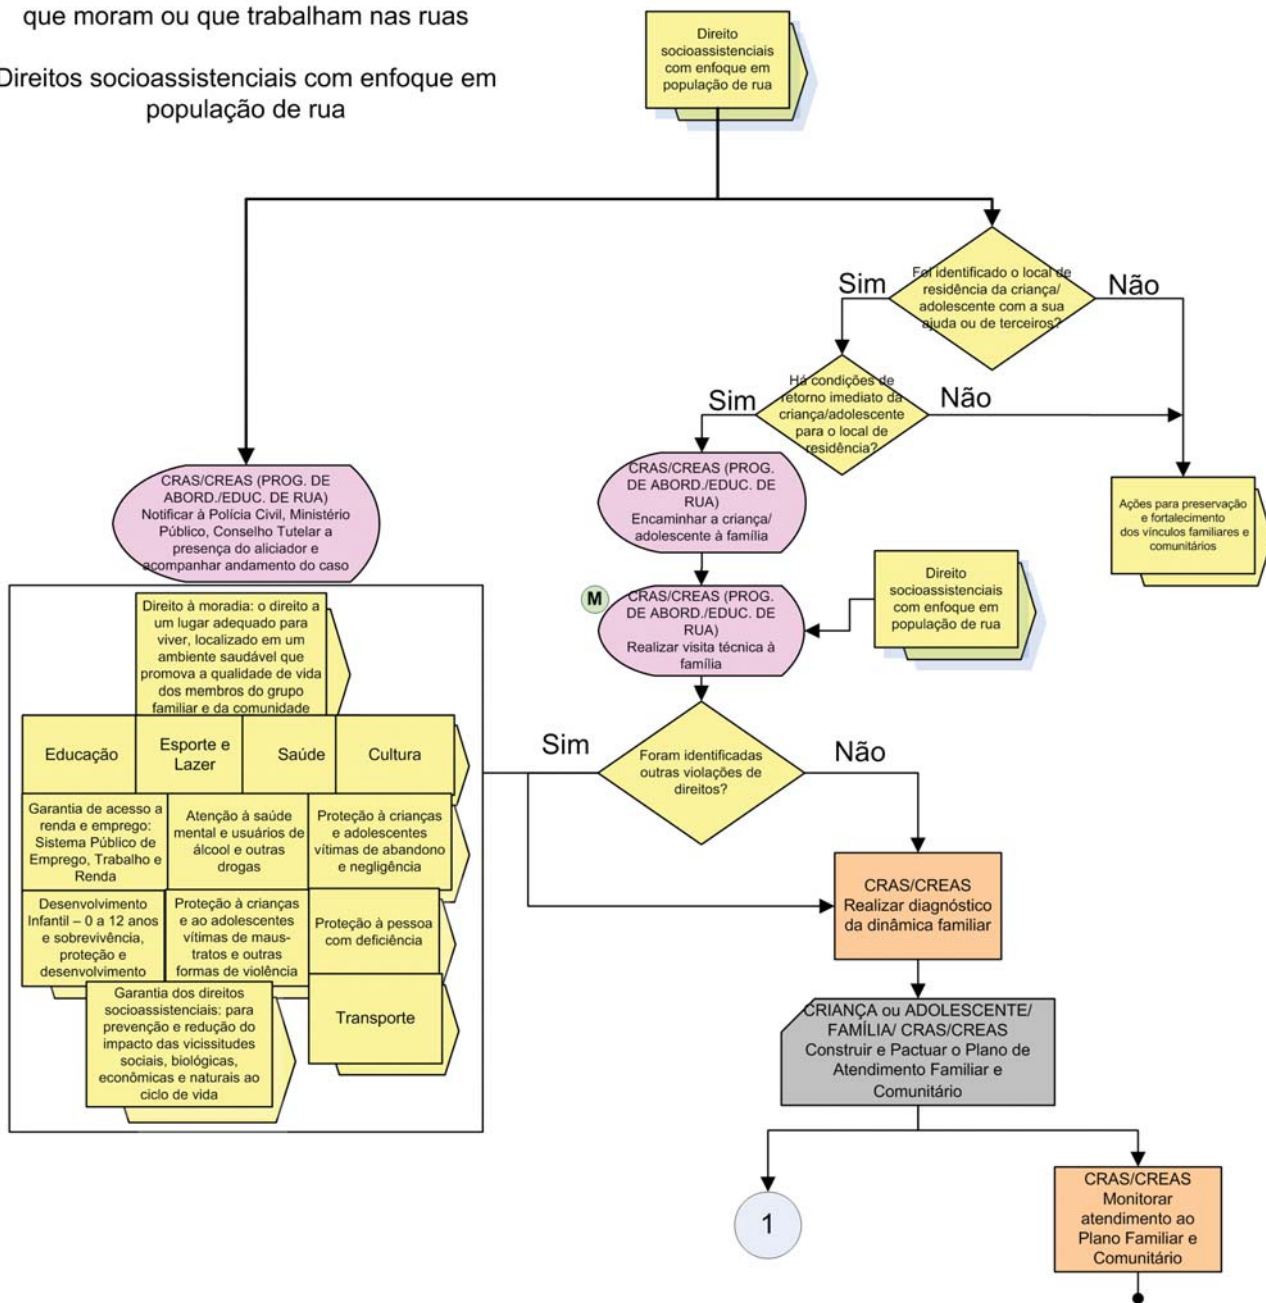 que moram ou que trabalham nas ruas
Direitos socioassistenciais com enfoque em
população de rua
Direito
socioassistenciais
com enfoque em
população de rua
Foi identificado o local de
residência da criança/
adolescente com a sua
ajuda ou de terceiros?
Sim
Não
Há condições de
retorno imediato da
criança/adolescente
para o local de
residência?
Sim
Não
CRAS/CREAS (PROG. DE
ABORD./EDUC. DE RUA)
Notificar à Polícia Civil, Ministério
Público, Conselho Tutelar a
presença do aliciador e
acompanhar andamento do caso
CRAS/CREAS (PROG.
DE ABORD./EDUC. DE
RUA)
Encaminhar a criança/
adolescente à família
Ações para preservação
e fortalecimento
dos vínculos familiares e
comunitários
M
CRAS/CREAS (PROG.
DE ABORD./EDUC. DE
RUA)
Realizar visita técnica à
família
Direito
socioassistenciais
com enfoque em
população de rua
Direito à moradia: o direito a
um lugar adequado para
viver, localizado em um
ambiente saudável que
promova a qualidade de vida
dos membros do grupo
familiar e da comunidade
Educação
Esporte e
Lazer
Saúde
Cultura
Garantia de acesso a
renda e emprego:
Sistema Público de
Emprego, Trabalho e
Renda
Atenção à saúde
mental e usuários de
álcool e outras
drogas
Proteção à crianças
e adolescentes
vítimas de abandono
e negligência
Desenvolvimento
Infantil – 0 a 12 anos
e sobrevivência,
proteção e
desenvolvimento
Proteção à crianças
e ao adolescentes
vítimas de maus-
tratos e outras
formas de violência
Proteção à pessoa
com deficiência
Garantia dos direitos
socioassistenciais: para
prevenção e redução do
impacto das vicissitudes
sociais, biológicas,
econômicas e naturais ao
ciclo de vida
Transporte
Sim
Foram identificadas
outras violações de
direitos?
Não
CRAS/CREAS
Realizar diagnóstico
da dinâmica familiar
CRIANÇA ou ADOLESCENTE/
FAMÍLIA/ CRAS/CREAS
Construir e Pactuar o Plano de
Atendimento Familiar e
Comunitário
1
CRAS/CREAS
Monitorar
atendimento ao
Plano Familiar e
Comunitário